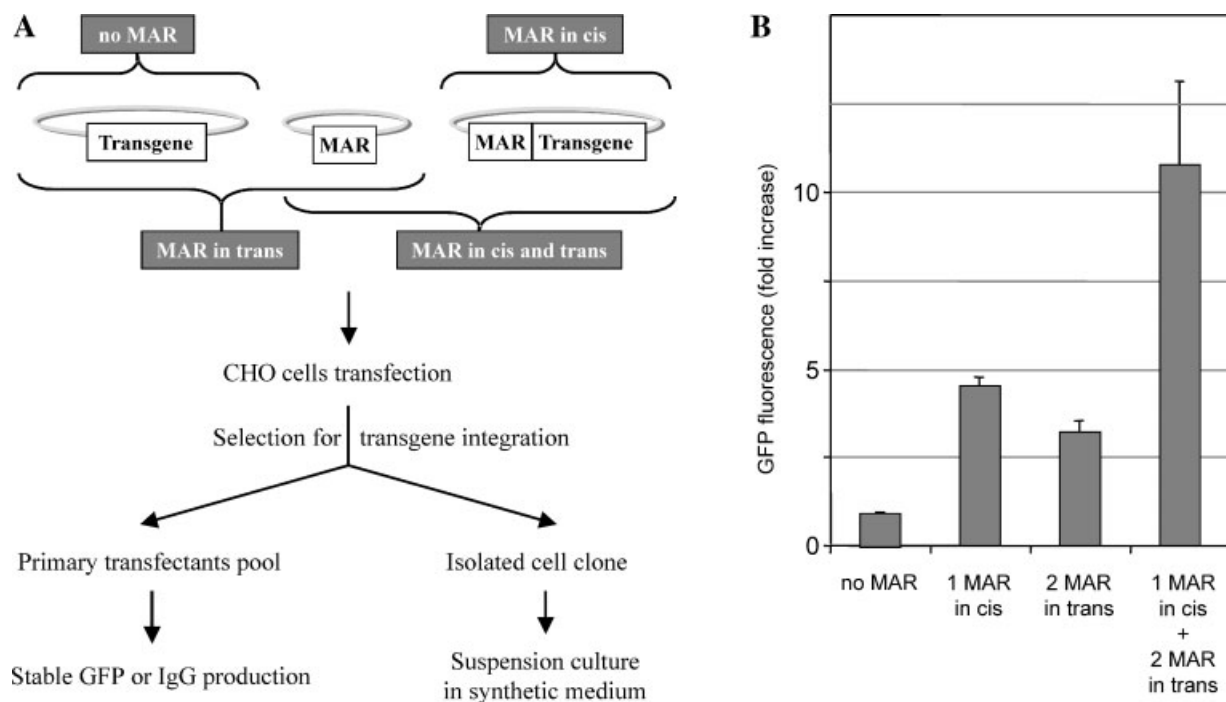 A
no MAR
MAR in cis
Transgene
MAR
MAR Transgene
MAR in trans
MAR in cis and trans
CHO cells transfection
Selection for transgene integration
Primary transfectants pool
Isolated cell clone
Stable GFP or IgG production
Suspension culture
in synthetic medium
B
GFP fluorescence (fold increase)
10
5
0
no MAR
1 MAR
in cis
2 MAR
in trans
1 MAR
in cis
+
2 MAR
in trans